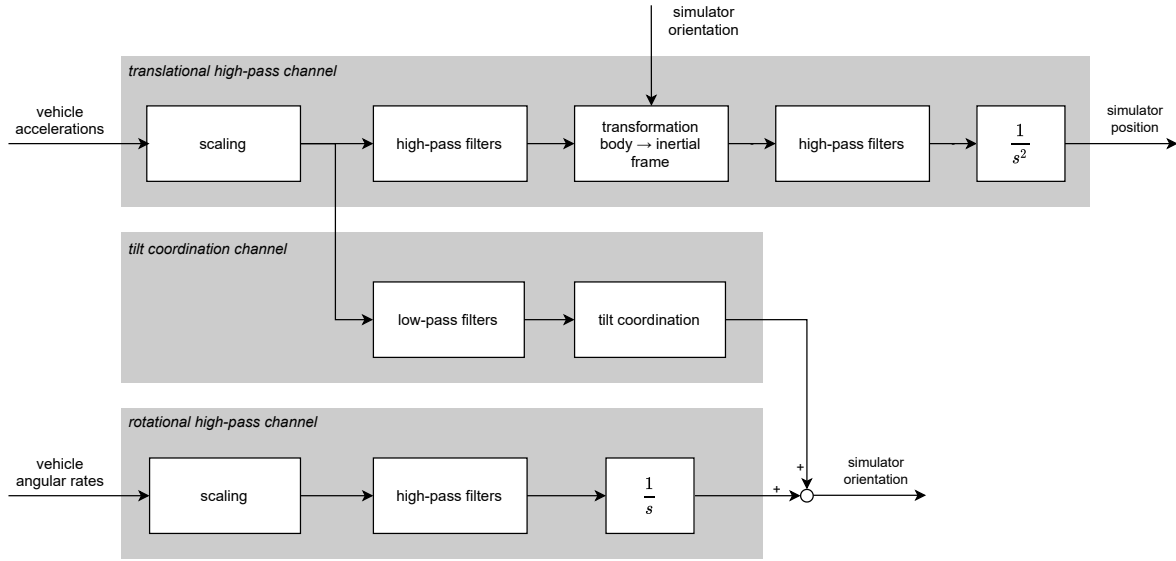 simulator
orientation
translational high-pass channel
vehicle
accelerations
scaling
high-pass filters
transformation
body → inertial
frame
high-pass filters
1
s²
simulator
position
tilt coordination channel
low-pass filters
tilt coordination
rotational high-pass channel
vehicle
angular rates
scaling
high-pass filters
1
s
+
+
simulator
orientation